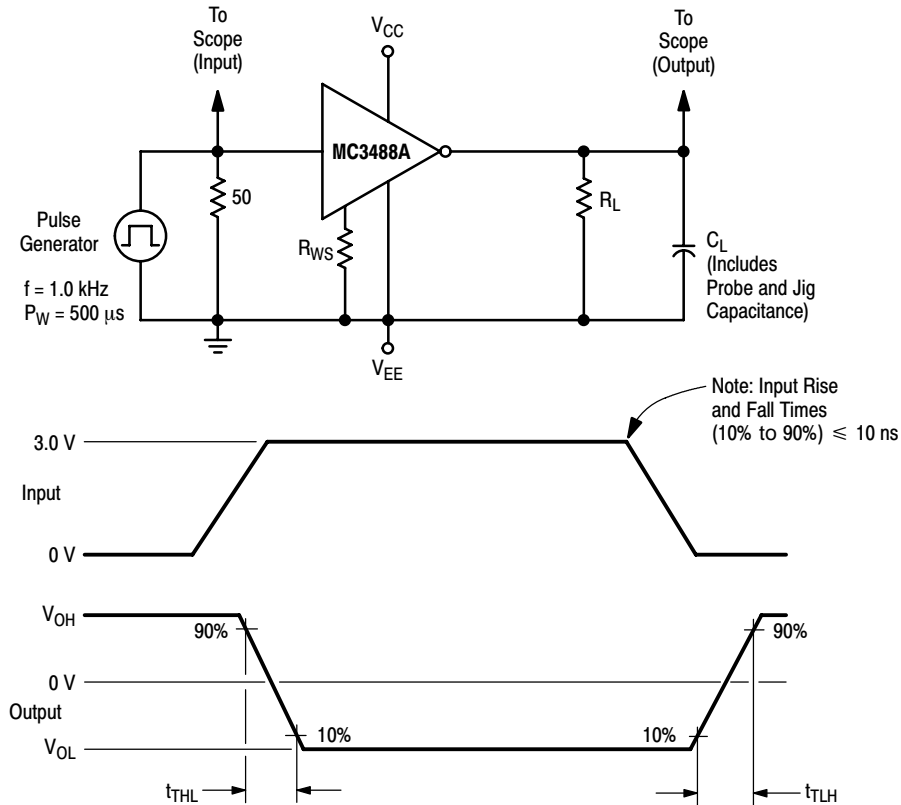 To
Scope
(Input)
VCC
To
Scope
(Output)
MC3488A
50
RWS
RL
Pulse
Generator
f = 1.0 kHz
PW = 500 μs
CL
(Includes
Probe and Jig
Capacitance)
VEE
Note: Input Rise
and Fall Times
(10% to 90%) ≤ 10 ns
3.0 V
Input
0 V
VOH
90%
90%
0 V
Output
10%
10%
VOL
tTHL
tTLH